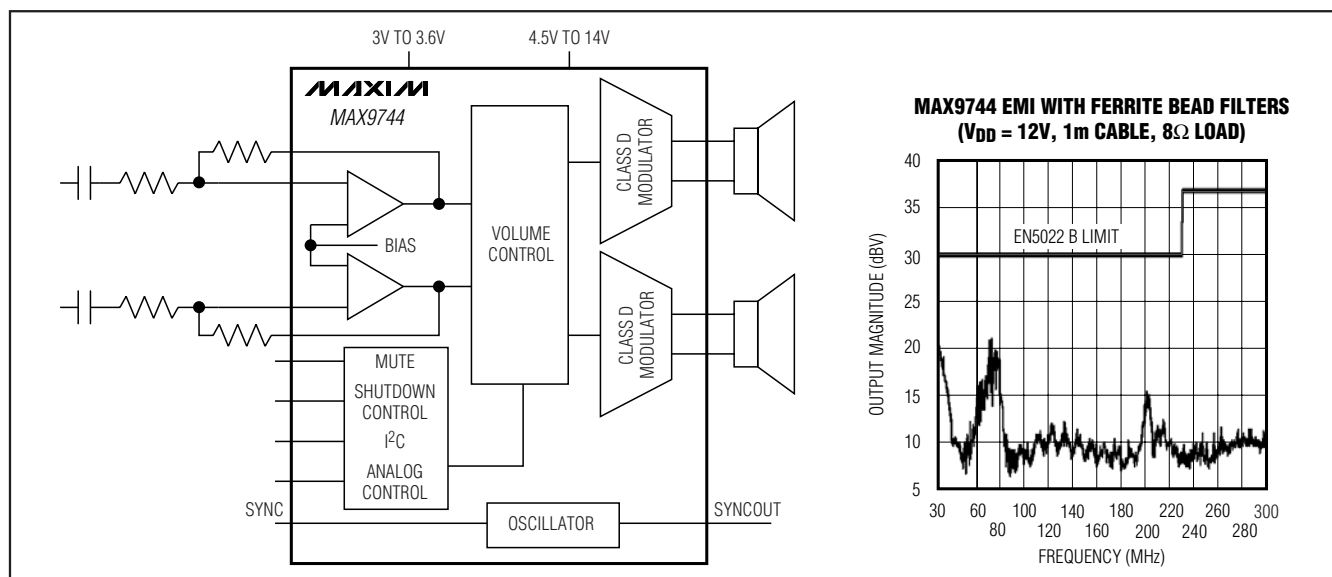 3V TO 3.6V
4.5V TO 14V
MAXIM
MAX9744
BIAS
VOLUME
CONTROL
CLASS D
MODULATOR
CLASS D
MODULATOR
MUTE
SHUTDOWN
CONTROL
I²C
ANALOG
CONTROL
SYNC
OSCILLATOR
SYNCOUT
MAX9744 EMI WITH FERRITE BEAD FILTERS
(VDD = 12V, 1m CABLE, 8Ω LOAD)
OUTPUT MAGNITUDE (dBV)
40
35
30
25
20
15
10
5
EN5022 B LIMIT
30 60 100 140 180 220 260 300
80 120 160 200 240 280
FREQUENCY (MHz)